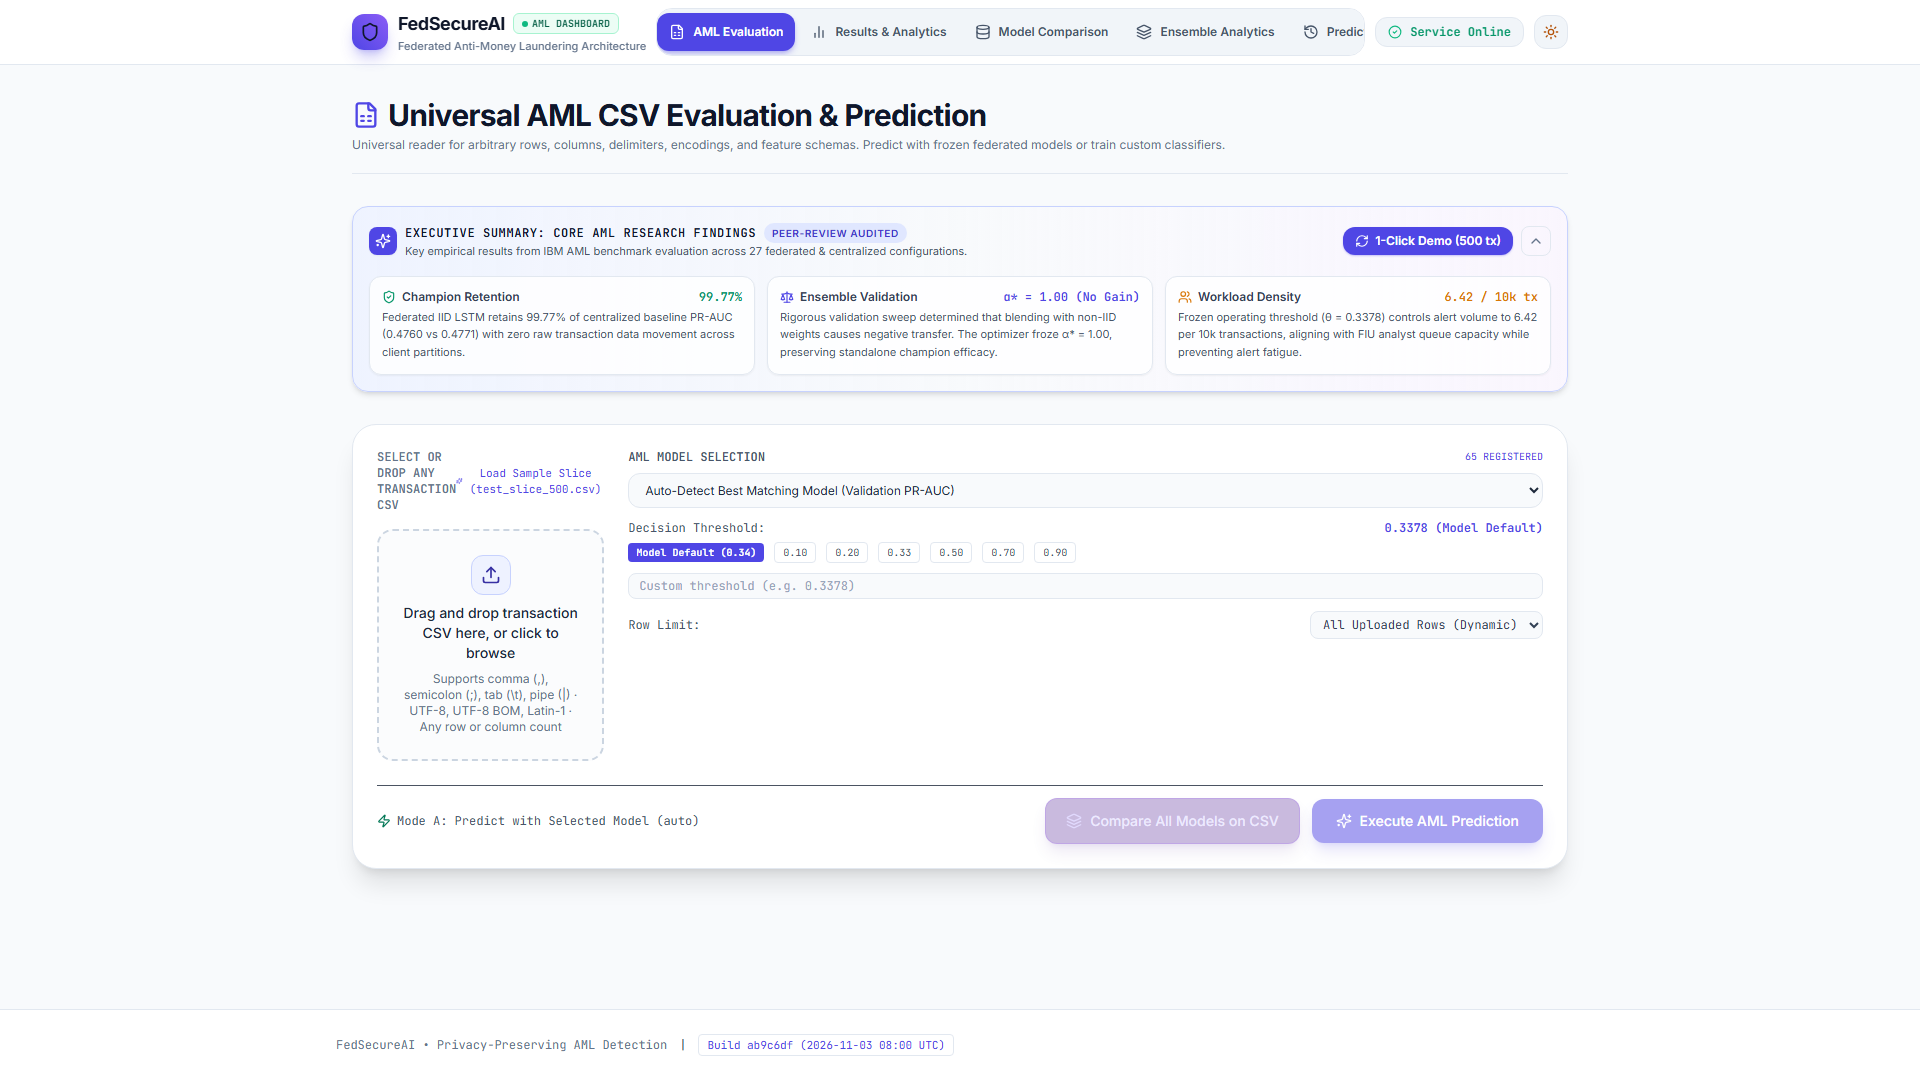 FedSecureAI
AML DASHBOARD
Federated Anti-Money Laundering Architecture
AML Evaluation
Results & Analytics
Model Comparison
Ensemble Analytics
Predic
Service Online
Universal AML CSV Evaluation & Prediction
Universal reader for arbitrary rows, columns, delimiters, encodings, and feature schemas. Predict with frozen federated models or train custom classifiers.
EXECUTIVE SUMMARY: CORE AML RESEARCH FINDINGS
PEER-REVIEW AUDITED
Key empirical results from IBM AML benchmark evaluation across 27 federated & centralized configurations.
1-Click Demo (500 tx)
Champion Retention
99.77%
Federated IID LSTM retains 99.77% of centralized baseline PR-AUC
(0.4760 vs 0.4771) with zero raw transaction data movement across
client partitions.
Ensemble Validation
α* = 1.00 (No Gain)
Rigorous validation sweep determined that blending with non-IID
weights causes negative transfer. The optimizer froze α* = 1.00,
preserving standalone champion efficacy.
Workload Density
6.42 / 10k tx
Frozen operating threshold (θ = 0.3378) controls alert volume to 6.42
per 10k transactions, aligning with FIU analyst queue capacity while
preventing alert fatigue.
SELECT OR
DROP ANY
TRANSACTION
CSV
Load Sample Slice
(test_slice_500.csv)
Drag and drop transaction
CSV here, or click to
browse
Supports comma (,),
semicolon (;), tab (\t), pipe (|) ·
UTF-8, UTF-8 BOM, Latin-1 ·
Any row or column count
AML MODEL SELECTION
65 REGISTERED
Auto-Detect Best Matching Model (Validation PR-AUC)
Decision Threshold:
0.3378 (Model Default)
Model Default (0.34)
0.10
0.20
0.33
0.50
0.70
0.90
Custom threshold (e.g. 0.3378)
Row Limit:
All Uploaded Rows (Dynamic)
Mode A: Predict with Selected Model (auto)
Compare All Models on CSV
Execute AML Prediction
FedSecureAI • Privacy-Preserving AML Detection | Build ab9c6df (2026-11-03 08:00 UTC)